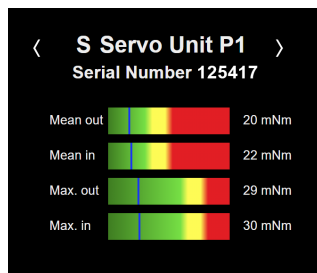 S Servo Unit P1
Serial Number 125417
Mean out 20 mNm
Mean in 22 mNm
Max. out 29 mNm
Max. in 30 mNm